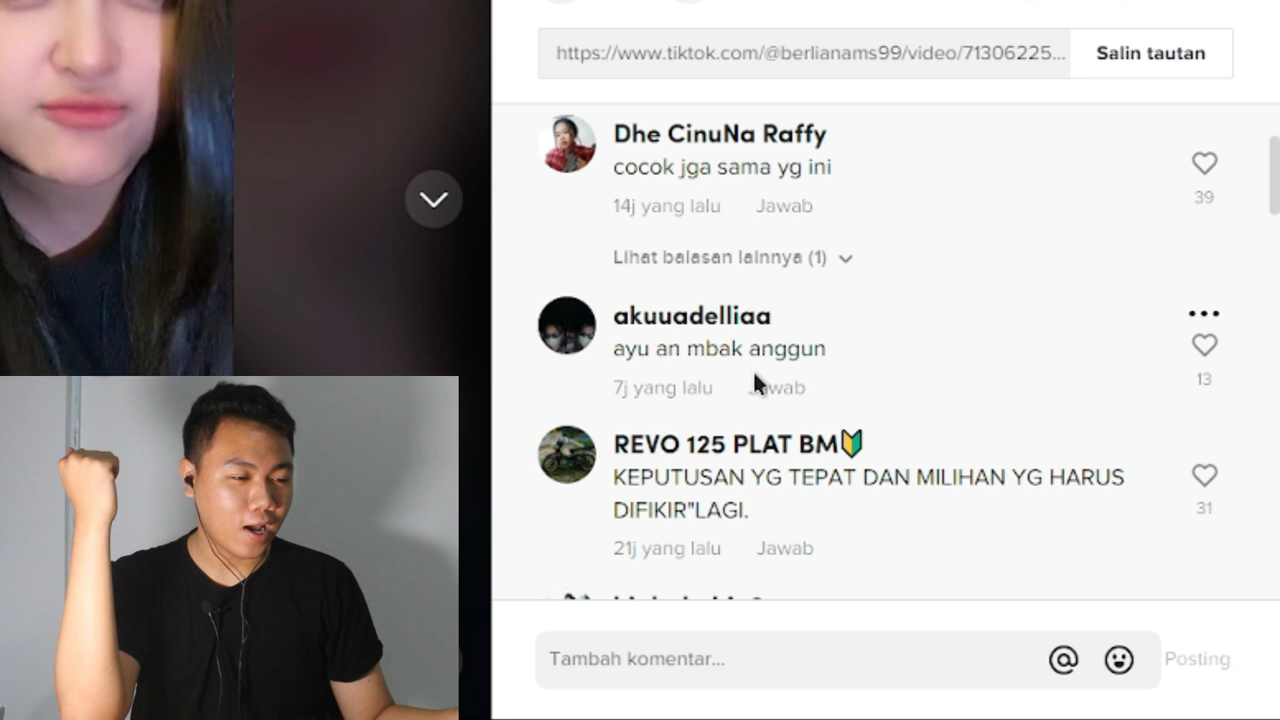 https://www.tiktok.com/@berlianams99/video/71306225...
Salin tautan
Dhe CinuNa Raffy
cocok jga sama yg ini
39
14j yang lalu Jawab
Lihat balasan lainnya (1)
akuuadelliaa
ayu an mbak anggun
13
7j yang lalu Jawab
REVO 125 PLAT BM🔰
KEPUTUSAN YG TEPAT DAN MILIHAN YG HARUS
DIFIKIR"LAGI.
31
21j yang lalu Jawab
Tambah komentar...
Posting